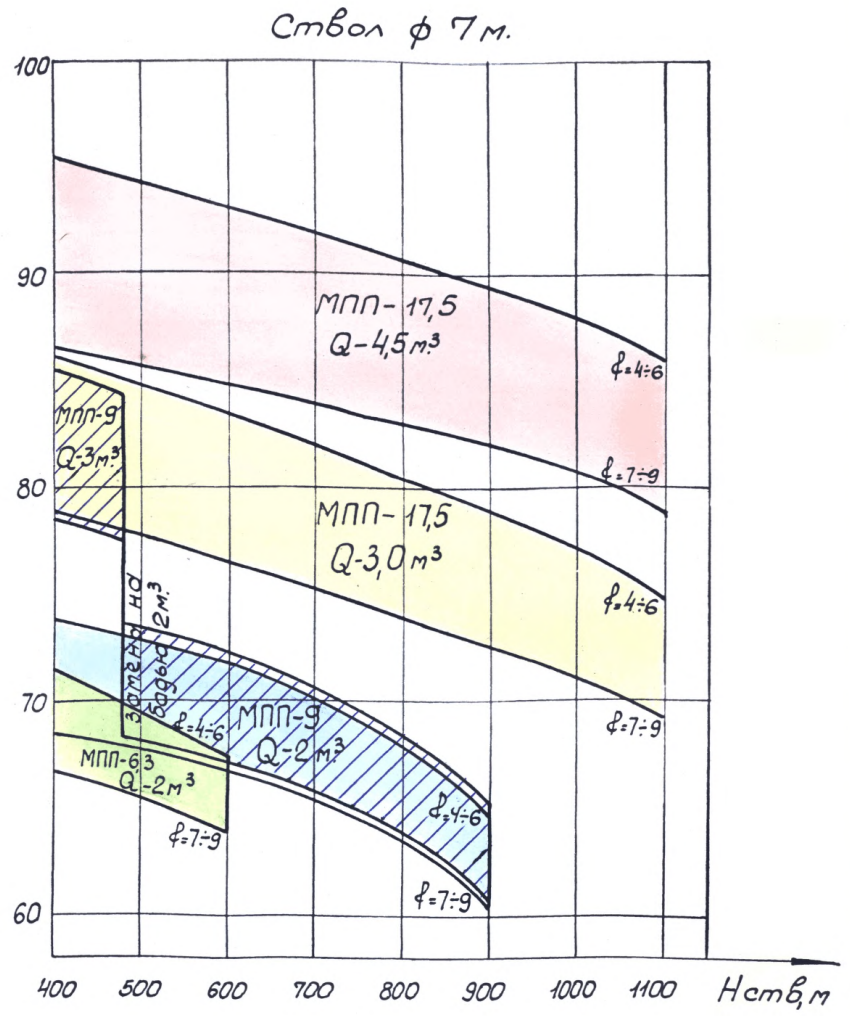 Ствол ф 7м.
100
90
80
70
60
МПП-17,5
Q-4,5м³
f=4÷6
f=7÷9
МПП-9
Q-3м³
МПП-17,5
Q-3,0м³
f=4÷6
f=7÷9
замена на
бадью 2м³.
f=4÷6
МПП-9
Q-2м³
МПП-6,3
Q-2м³
f=4÷6
f=7÷9
f=7÷9
400 500 600 700 800 900 1000 1100 Нств,м